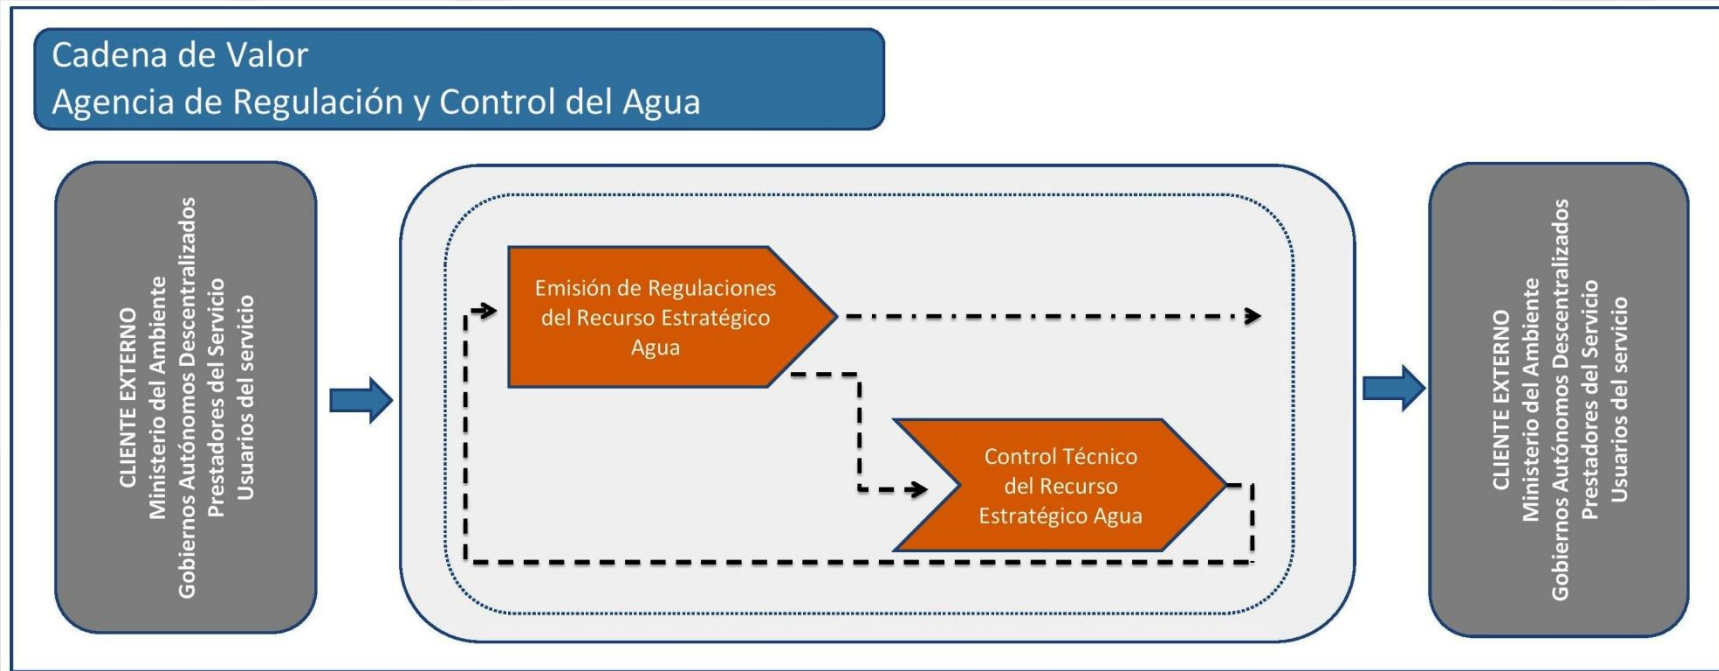 Cadena de Valor
Agencia de Regulación y Control del Agua
CLIENTE EXTERNO
Ministerio del Ambiente
Gobiernos Autónomos Descentralizados
Prestadores del Servicio
Usuarios del servicio
Emisión de Regulaciones
del Recurso Estratégico
Agua
Control Técnico
del Recurso
Estratégico Agua
CLIENTE EXTERNO
Ministerio del Ambiente
Gobiernos Autónomos Descentralizados
Prestadores del Servicio
Usuarios del servicio